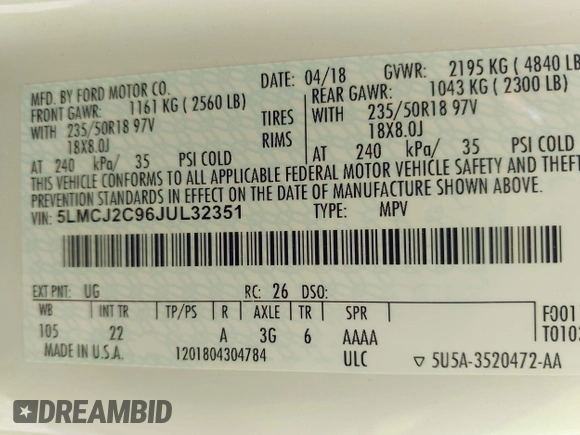 MFD. BY FORD MOTOR CO.
DATE: 04/18 GVWR: 2195 KG ( 4840 LB
FRONT GAWR: 1161 KG ( 2560 LB)
REAR GAWR: 1043 KG ( 2300 LB)
WITH 235/50R18 97V TIRES WITH 235/50R18 97V
18X8.0J RIMS 18X8.0J
AT 240 kPa/ 35 PSI COLD AT 240 kPa/ 35 PSI COLD
THIS VEHICLE CONFORMS TO ALL APPLICABLE FEDERAL MOTOR VEHICLE SAFETY AND THEFT
PREVENTION STANDARDS IN EFFECT ON THE DATE OF MANUFACTURE SHOWN ABOVE.
VIN: 5LMCJ2C96JUL32351 TYPE: MPV
EXT PNT: UG RC: 26 DSO:
WB INT TR TP/PS R AXLE TR SPR
105 22 A 3G 6 AAAA
F001
T0103
MADE IN U.S.A. 1201804304784 ULC ▽ 5U5A-3520472-AA
DREAMBID